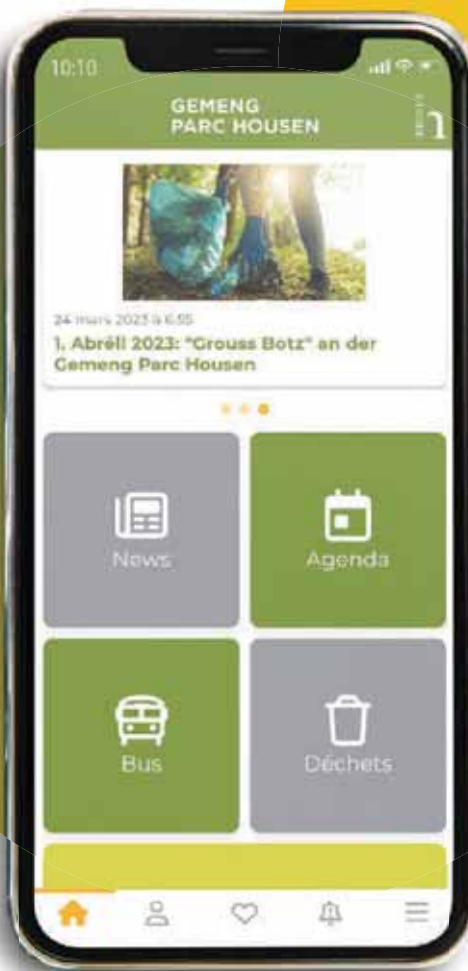 10:10
GEMENG
PARC HOUSEN
24 mars 2023 à 6:55
1. Abrëll 2023: "Grouss Botz" an der
Gemeng Parc Housen
News
Agenda
Bus
Déchets